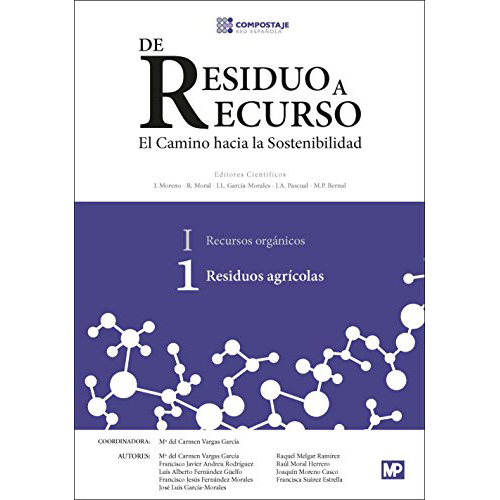 COMPOSTAJE
RED ESPAÑOLA
DE
RESIDUO A
RECURSO
El Camino hacia la Sostenibilidad
Editores Científicos
J. Moreno · R. Moral · J.L. García-Morales · J.A. Pascual · M.P. Bernal
I Recursos orgánicos
1 Residuos agrícolas
COORDINADORA: Mª del Carmen Vargas García
AUTORES: Mª del Carmen Vargas García
Francisco Javier Andreu Rodríguez
Luis Alberto Fernández Güelfo
Francisco Jesús Fernández Morales
José Luis García-Morales
Raquel Melgar Ramírez
Raúl Moral Herrero
Joaquín Moreno Casco
Francisca Suárez Estrella
MP